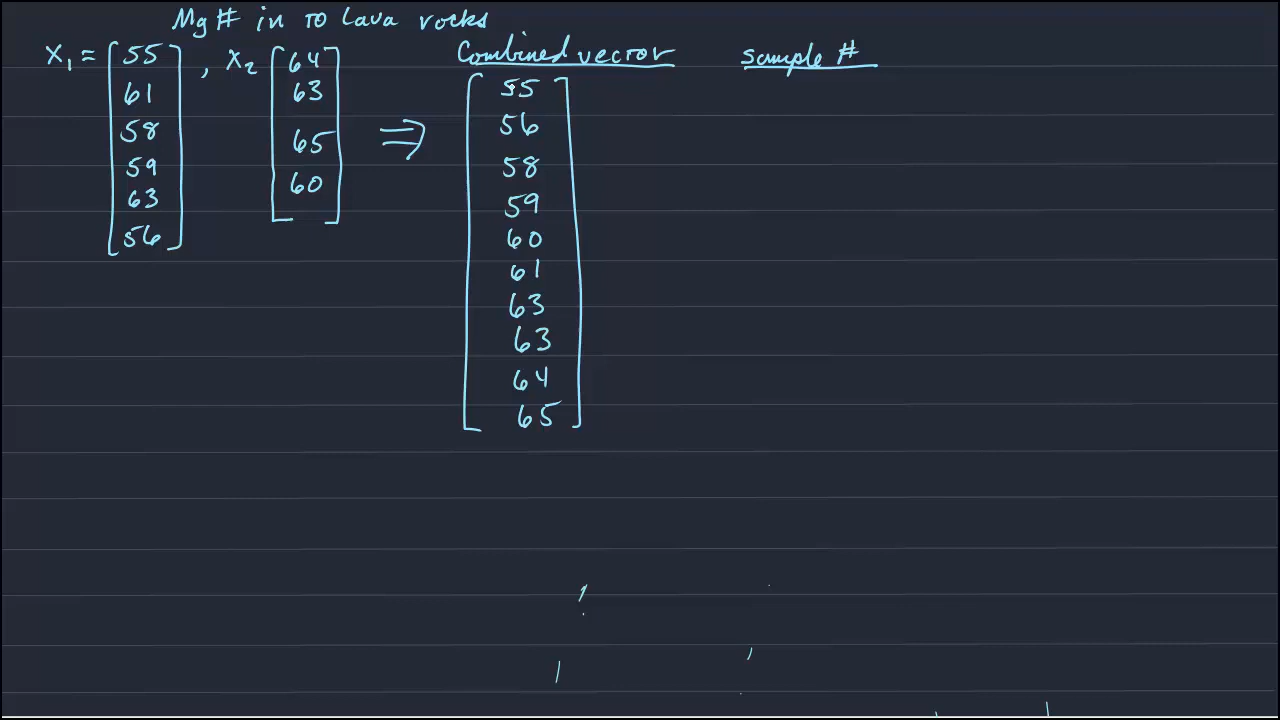 Mg # in 10 Lava rocks
X1 = [55 61 58 59 63 56] , X2 [64 63 65 60] ⇒
Combined vector
55
56
58
59
60
61
63
63
64
65
sample #